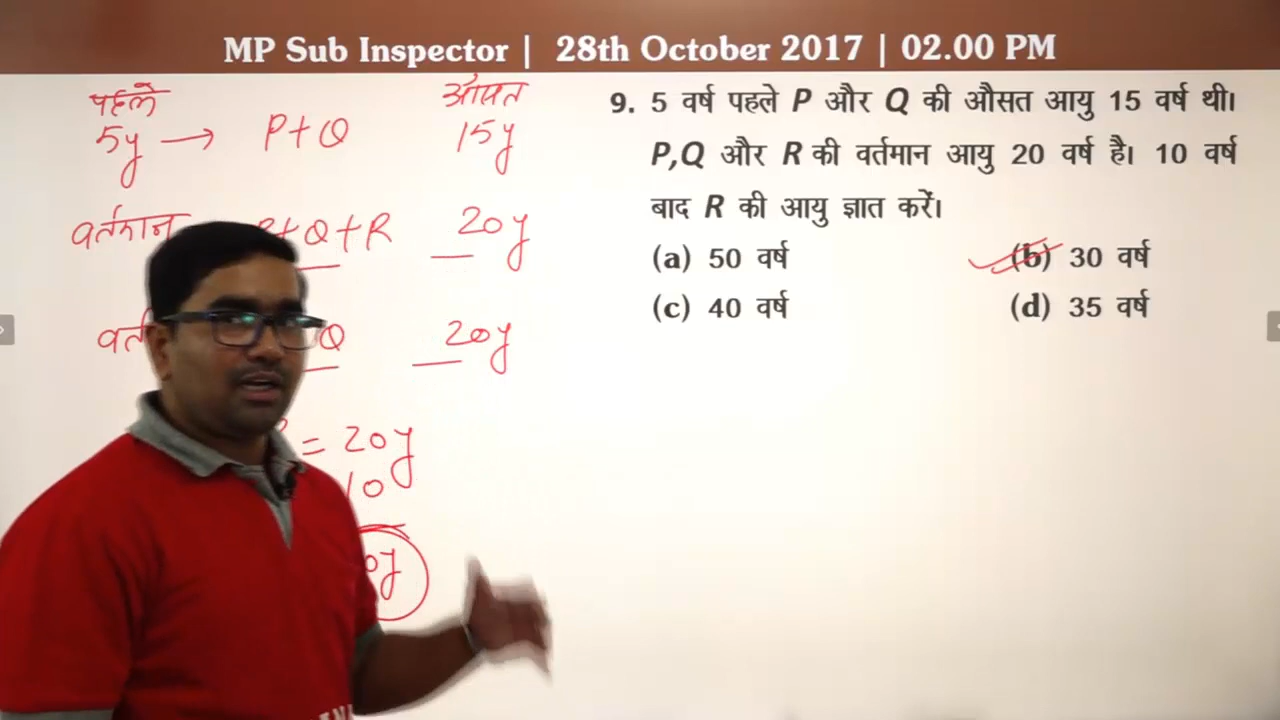 MP Sub Inspector | 28th October 2017 | 02.00 PM
पहले औसत
5y → P+Q 15y
वर्तमान P+Q+R 20y
Q 20y
= 20y
10
0y
9. 5 वर्ष पहले P और Q की औसत आयु 15 वर्ष थी।
P,Q और R की वर्तमान आयु 20 वर्ष है। 10 वर्ष
बाद R की आयु ज्ञात करें।
(a) 50 वर्ष (b) 30 वर्ष
(c) 40 वर्ष (d) 35 वर्ष